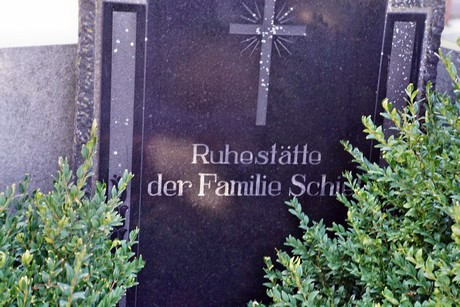 Ruhestätte
der Familie